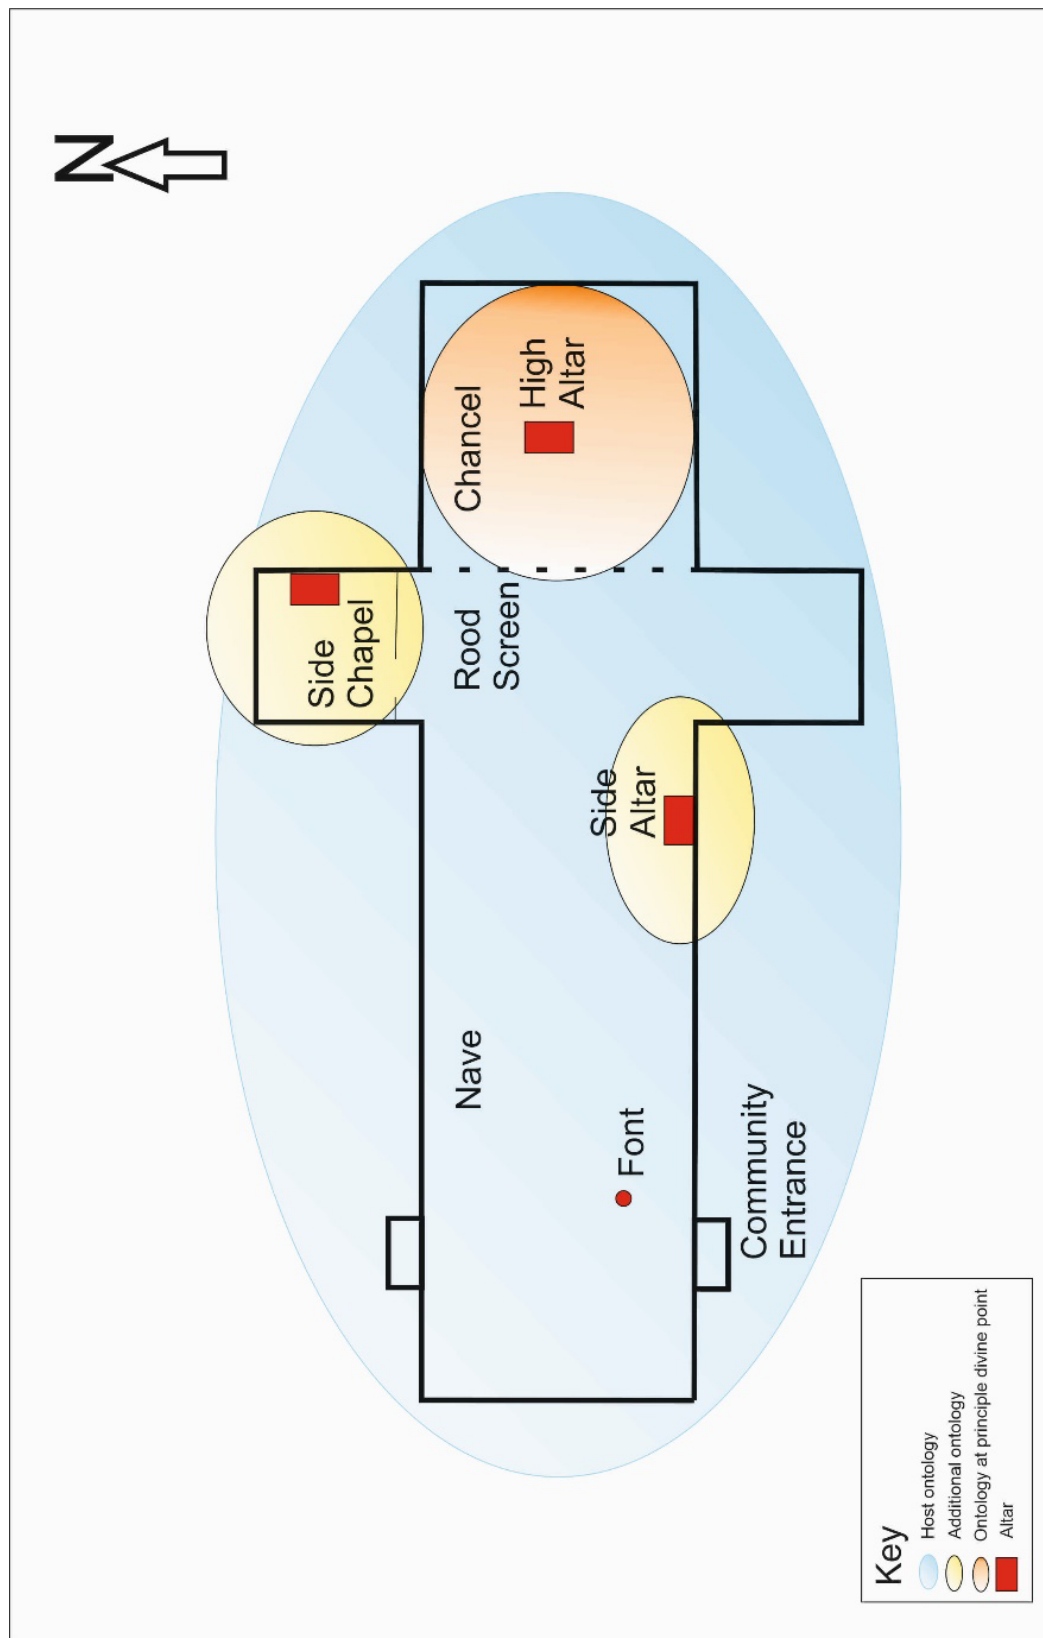 N
Side
Chapel
Chancel
High
Altar
Rood
Screen
Side
Altar
Nave
Font
Community
Entrance
Key
Host ontology
Additional ontology
Ontology at principle divine point
Altar